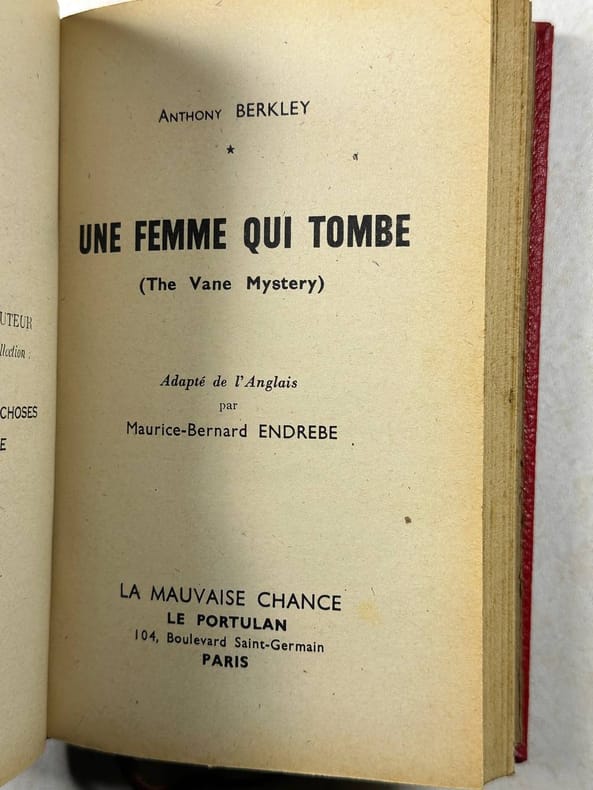 UTEUR
llection :
CHOSES
E
Anthony BERKLEY
★
UNE FEMME QUI TOMBE
(The Vane Mystery)
Adapté de l'Anglais
par
Maurice-Bernard ENDREBE
LA MAUVAISE CHANCE
LE PORTULAN
104, Boulevard Saint-Germain
PARIS